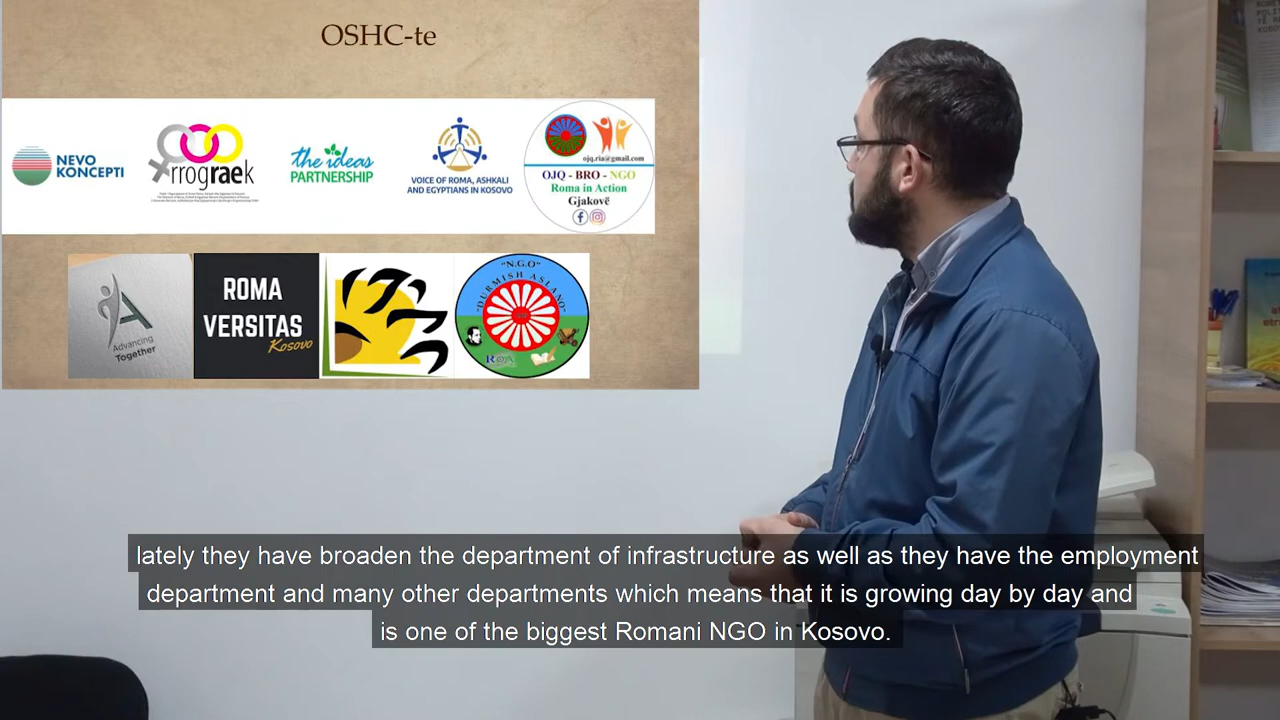 OSHC-te
NEVO
KONCEPTI
rrograek
the ideas
PARTNERSHIP
VOICE OF ROMA, ASHKALI
AND EGYPTIANS IN KOSOVO
ojq.ria@gmail.com
OJQ - BRO - NGO
Roma in Action
Gjakovë
Advancing
Together
ROMA
VERSITAS
Kosovo
"N.G.O"
"DURMISH ASLANO"
lately they have broaden the department of infrastructure as well as they have the employment
department and many other departments which means that it is growing day by day and
is one of the biggest Romani NGO in Kosovo.